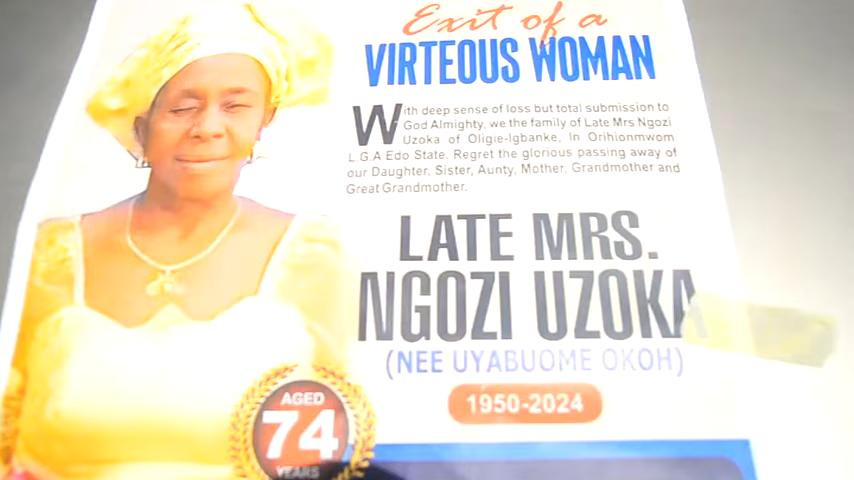 Exit of a
VIRTEOUS WOMAN
With deep sense of loss but total submission to
God Almighty, we the family of Late Mrs Ngozi
Uzoka of Oligie-Igbanke, In Orihionmwom
L.G.A Edo State. Regret the glorious passing away of
our Daughter, Sister, Aunty, Mother, Grandmother and
Great Grandmother.
LATE MRS.
NGOZI UZOKA
(NEE UYABUOME OKOH)
1950-2024
AGED
74
YEARS